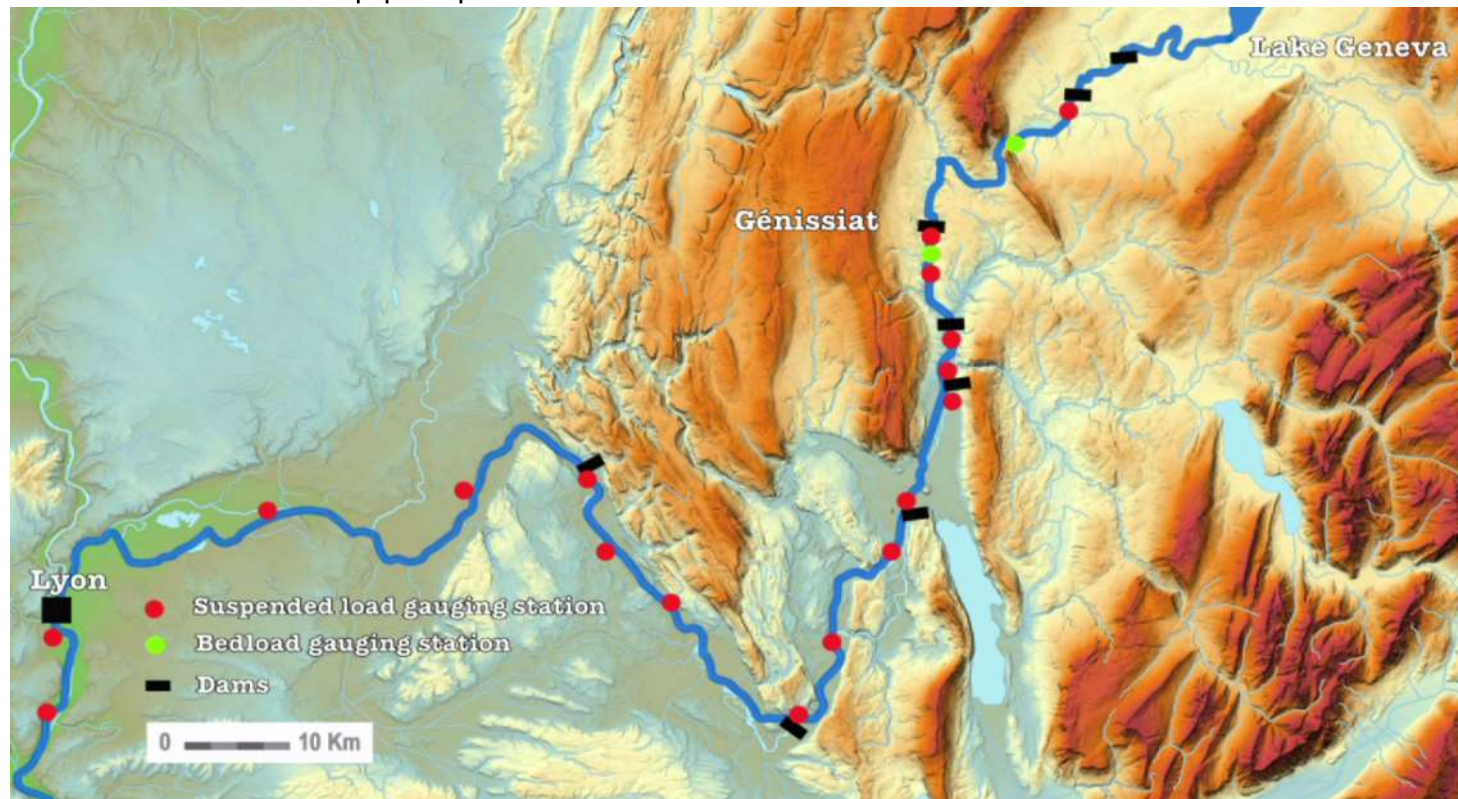 Lake Geneva
Génissiat
Lyon
Suspended load gauging station
Bedload gauging station
Dams
0 10 Km